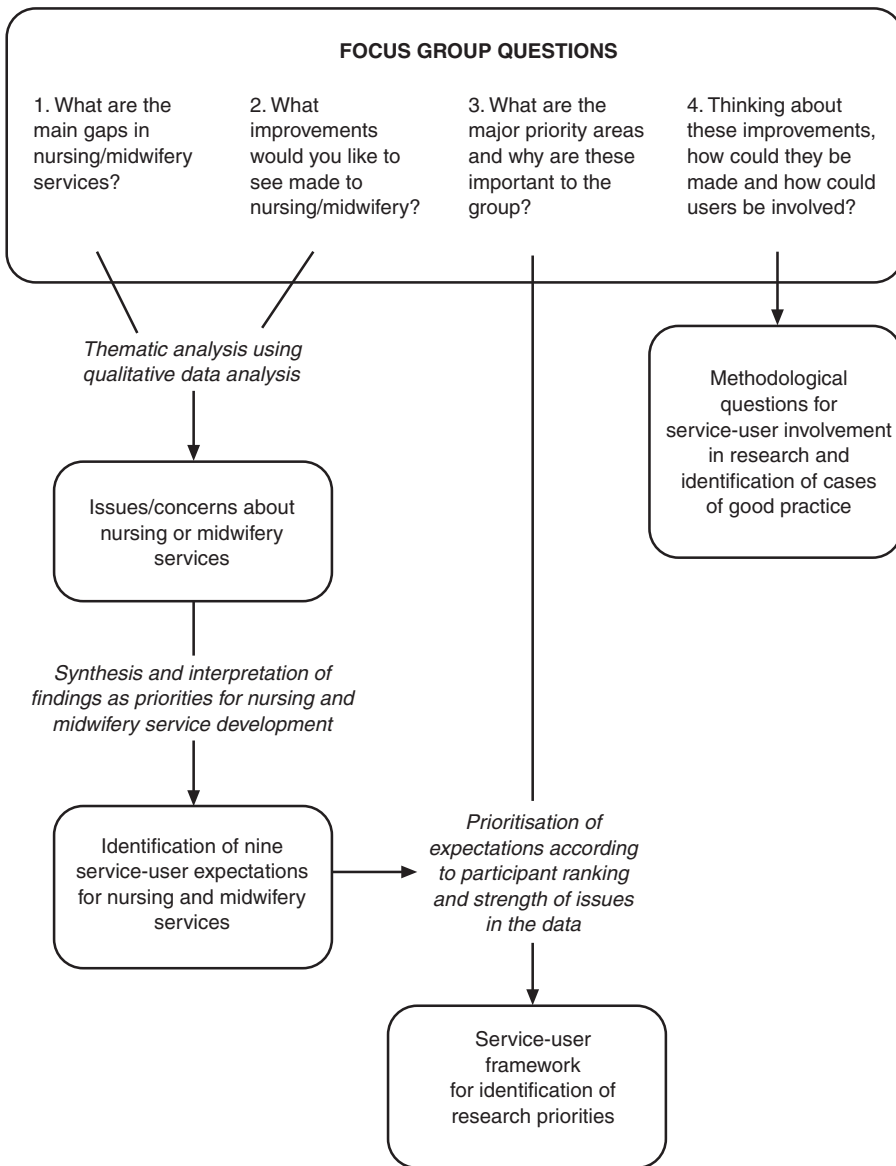 FOCUS GROUP QUESTIONS
1. What are the
main gaps in
nursing/midwifery
services?
2. What
improvements
would you like to
see made to
nursing/midwifery?
3. What are the
major priority areas
and why are these
important to the
group?
4. Thinking about
these improvements,
how could they be
made and how could
users be involved?
Thematic analysis using
qualitative data analysis
Methodological
questions for
service-user involvement
in research and
identification of cases
of good practice
Issues/concerns about
nursing or midwifery
services
Synthesis and interpretation of
findings as priorities for nursing and
midwifery service development
Identification of nine
service-user expectations
for nursing and midwifery
services
Prioritisation of
expectations according
to participant ranking
and strength of issues
in the data
Service-user
framework
for identification of
research priorities